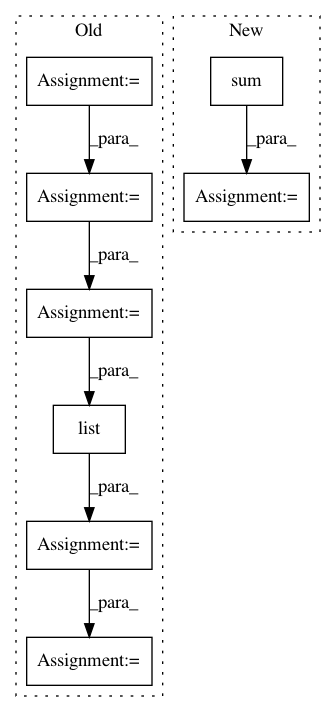 Old
New
Assignment:=
sum
_para_
_para_
Assignment:=
Assignment:=
_para_
Assignment:=
_para_
list
_para_
Assignment:=
_para_
Assignment:=